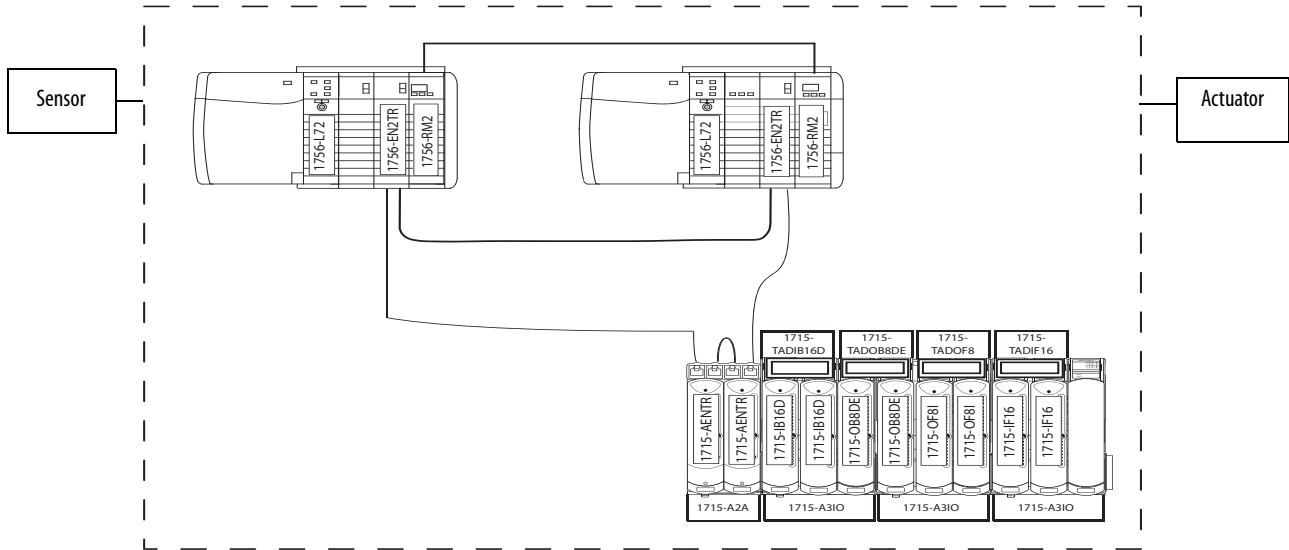 Sensor
Actuator
1756-L72
1756-EN2TR
1756-RM2
1756-L72
1756-EN2TR
1756-RM2
1715-
TADIB16D
1715-
TADOB8DE
1715-
TADOF8
1715-
TADIF16
1715-AENTR
1715-AENTR
1715-IB16D
1715-IB16D
1715-OB8DE
1715-OB8DE
1715-OF8I
1715-OF8I
1715-IF16
1715-IF16
1715-A2A
1715-A3IO
1715-A3IO
1715-A3IO